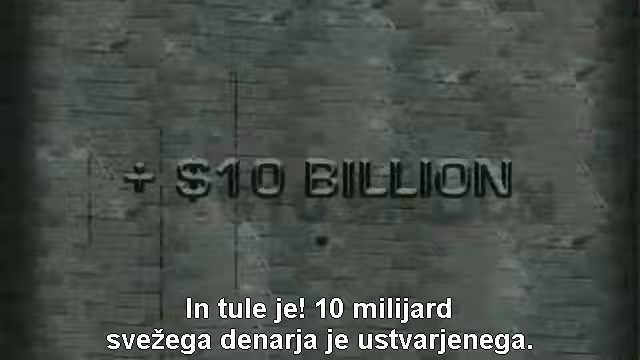 + $10 BILLION
In tule je! 10 milijard
svežega denarja je ustvarjenega.